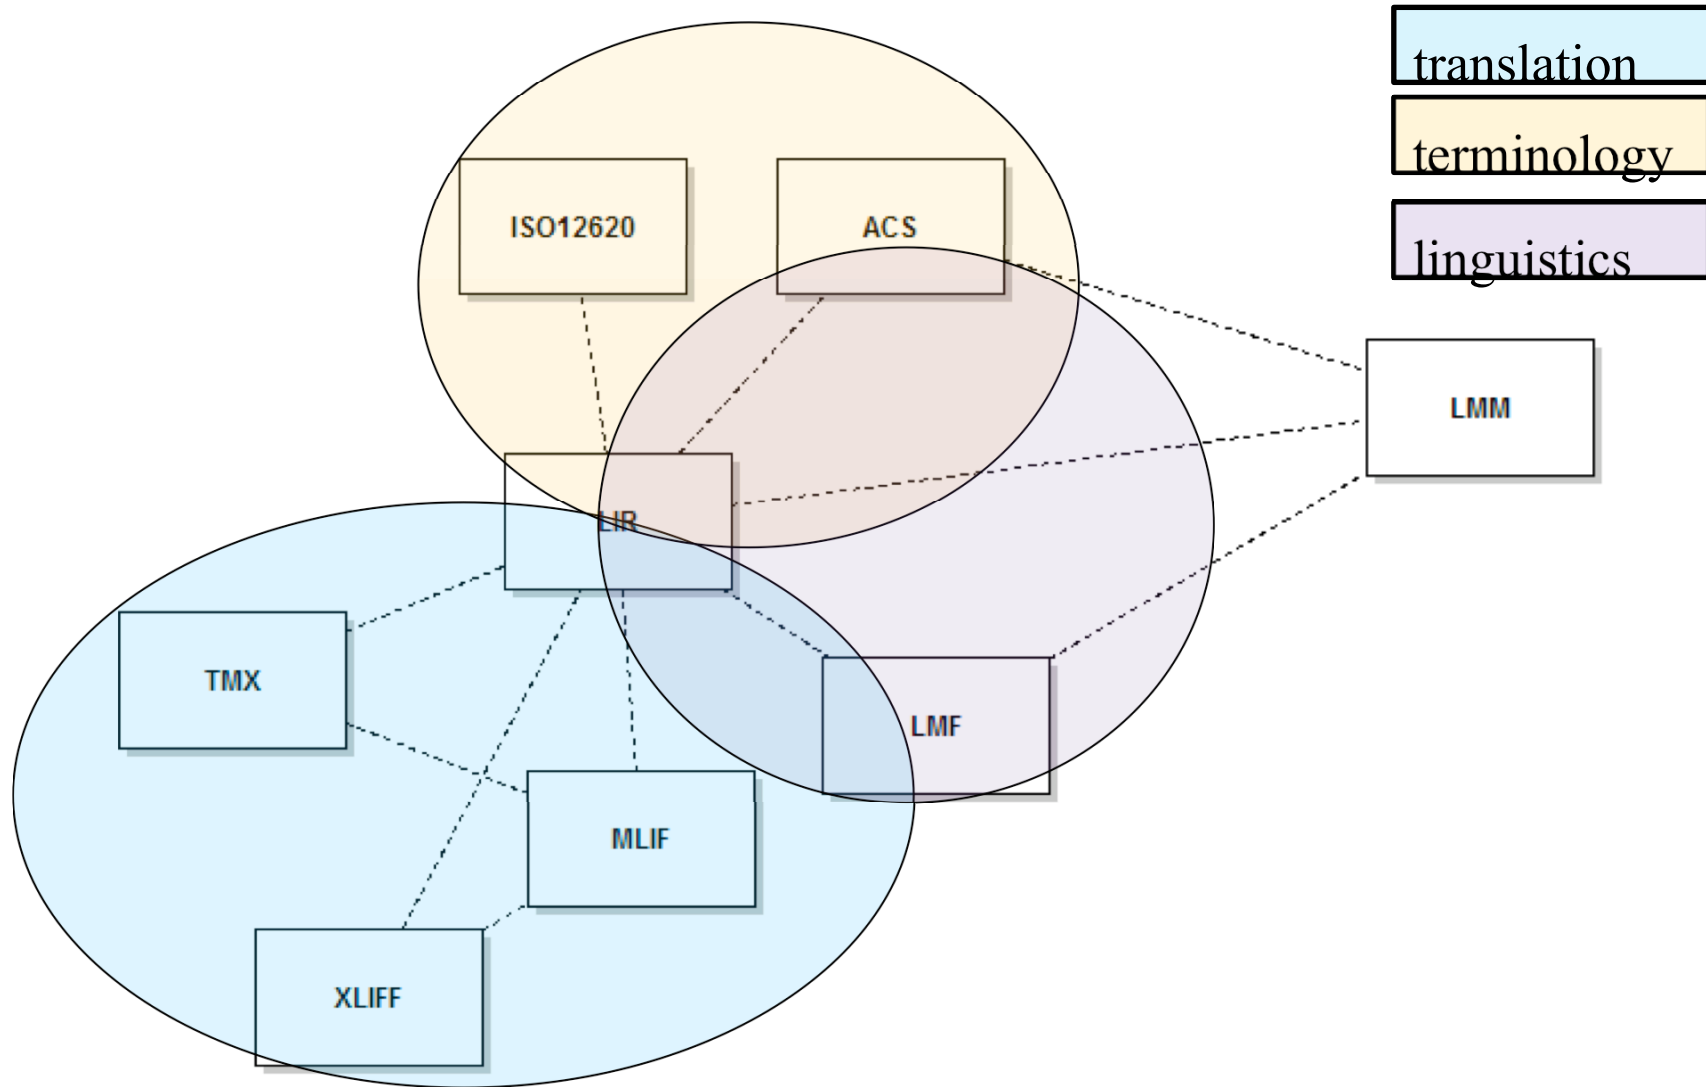 translation
terminology
linguistics
ISO12620
ACS
LMM
LIR
TMX
LMF
MLIF
XLIFF